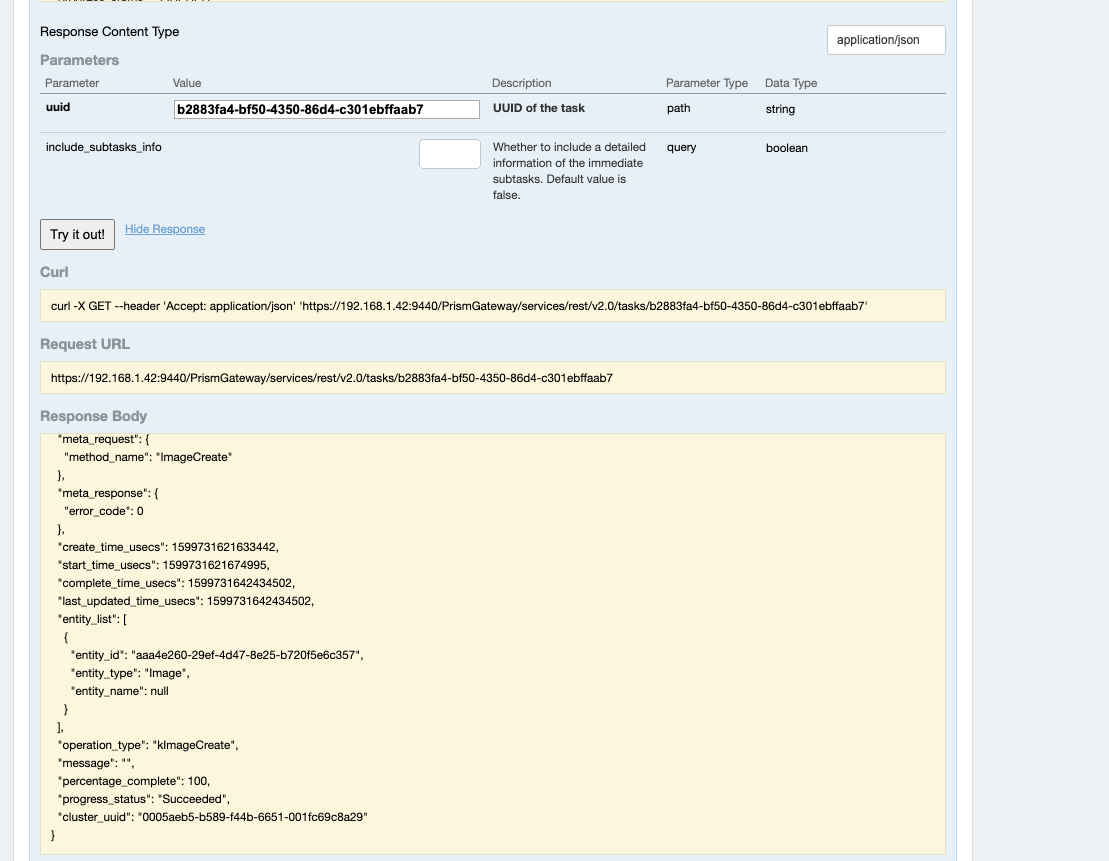 Response Content Type
application/json
Parameters
Parameter Value Description Parameter Type Data Type
uuid b2883fa4-bf50-4350-86d4-c301ebffaab7 UUID of the task path string
include_subtasks_info Whether to include a detailed query boolean
information of the immediate
subtasks. Default value is
false.
Try it out! Hide Response
Curl
curl -X GET --header 'Accept: application/json' 'https://192.168.1.42:9440/PrismGateway/services/rest/v2.0/tasks/b2883fa4-bf50-4350-86d4-c301ebffaab7'
Request URL
https://192.168.1.42:9440/PrismGateway/services/rest/v2.0/tasks/b2883fa4-bf50-4350-86d4-c301ebffaab7
Response Body
"meta_request": {
"method_name": "ImageCreate"
},
"meta_response": {
"error_code": 0
},
"create_time_usecs": 1599731621633442,
"start_time_usecs": 1599731621674995,
"complete_time_usecs": 1599731642434502,
"last_updated_time_usecs": 1599731642434502,
"entity_list": [
{
"entity_id": "aaa4e260-29ef-4d47-8e25-b720f5e6c357",
"entity_type": "Image",
"entity_name": null
}
],
"operation_type": "kImageCreate",
"message": "",
"percentage_complete": 100,
"progress_status": "Succeeded",
"cluster_uuid": "0005aeb5-b589-f44b-6651-001fc69c8a29"
}